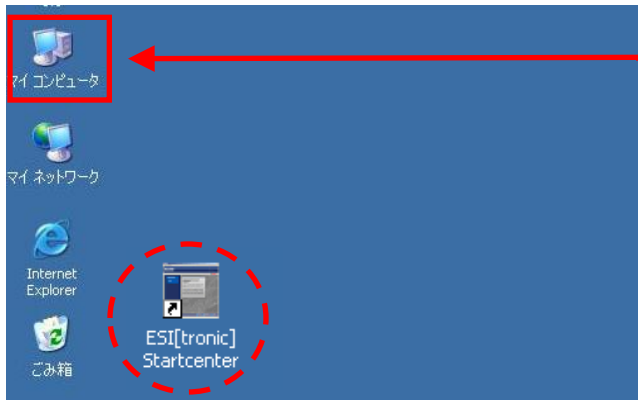 マイ コンピュータ
マイ ネットワーク
Internet
Explorer
ごみ箱
ESI[tronic]
Startcenter